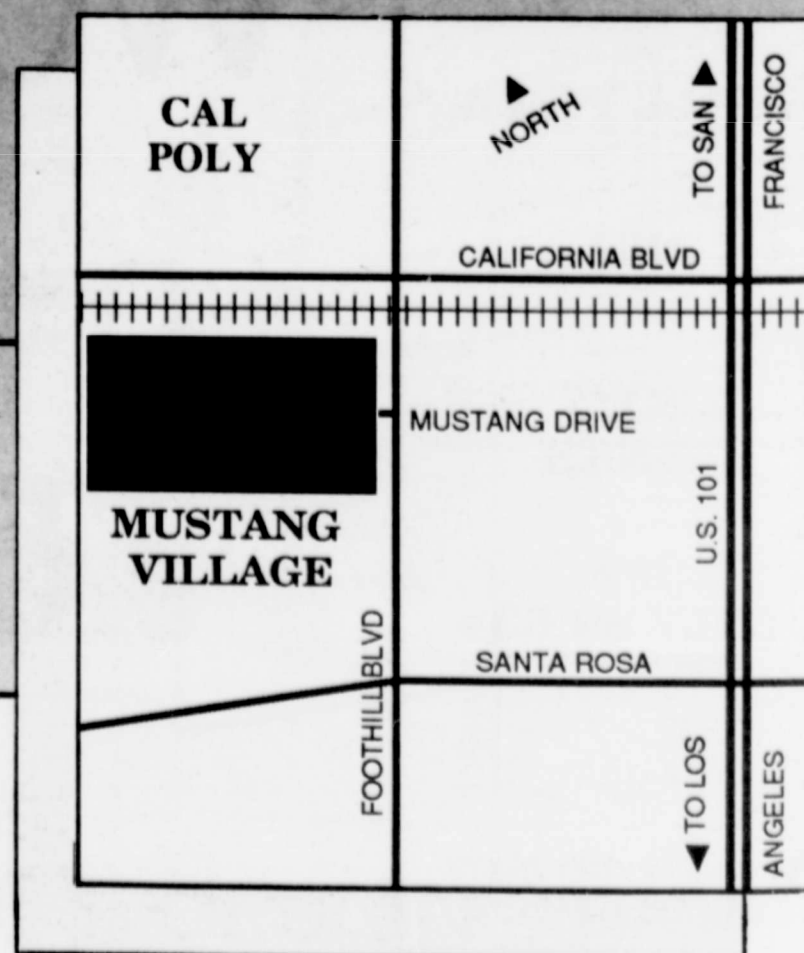 CAL
POLY
NORTH
TO SAN
FRANCISCO
CALIFORNIA BLVD
MUSTANG DRIVE
MUSTANG
VILLAGE
U.S. 101
FOOTHILL BLVD
SANTA ROSA
TO LOS
ANGELES